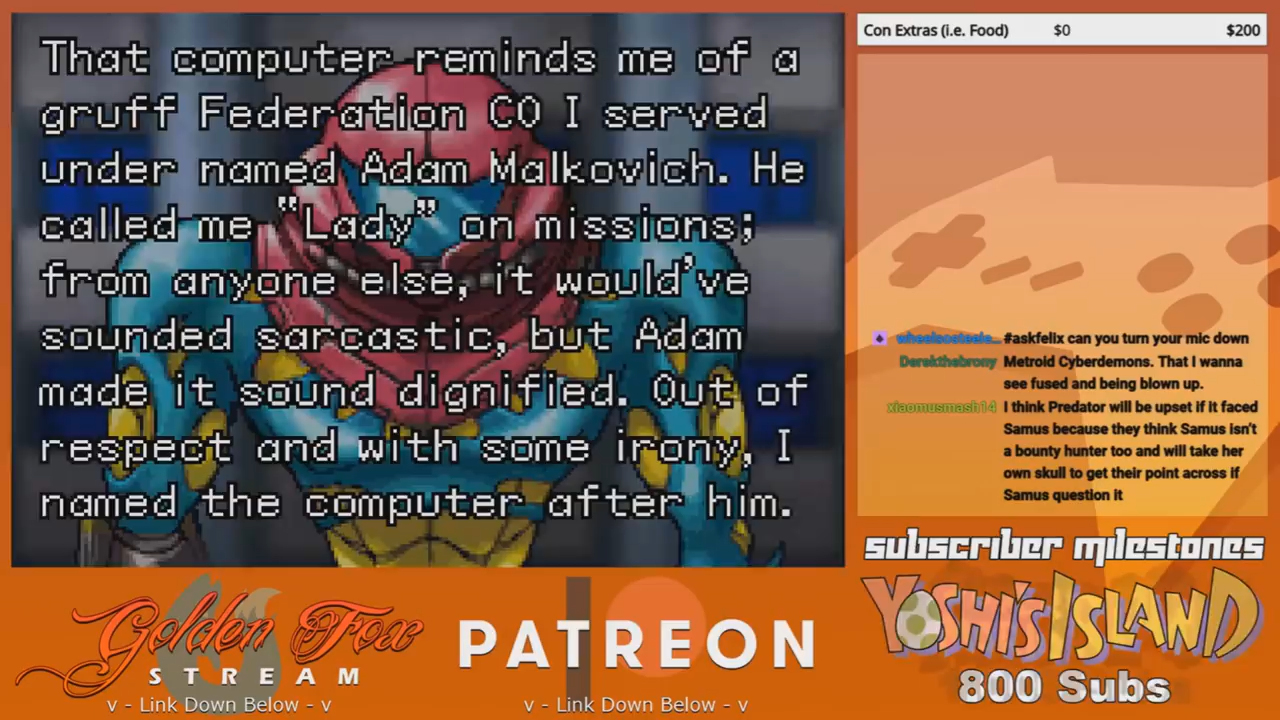 That computer reminds me of a
gruff Federation CO I served
under named Adam Malkovich. He
called me "Lady" on missions;
from anyone else, it would've
sounded sarcastic, but Adam
made it sound dignified. Out of
respect and with some irony, I
named the computer after him.
Con Extras (i.e. Food) $0 $200
#askfelix can you turn your mic down
Derekthebrony Metroid Cyberdemons. That I wanna
see fused and being blown up.
xiaomusmash14 I think Predator will be upset if it faced
Samus because they think Samus isn't
a bounty hunter too and will take her
own skull to get their point across if
Samus question it
subscriber milestones
YOSHI'S ISLAND
800 Subs
Golden Fox
STREAM
v - Link Down Below - v
PATREON
v - Link Down Below - v